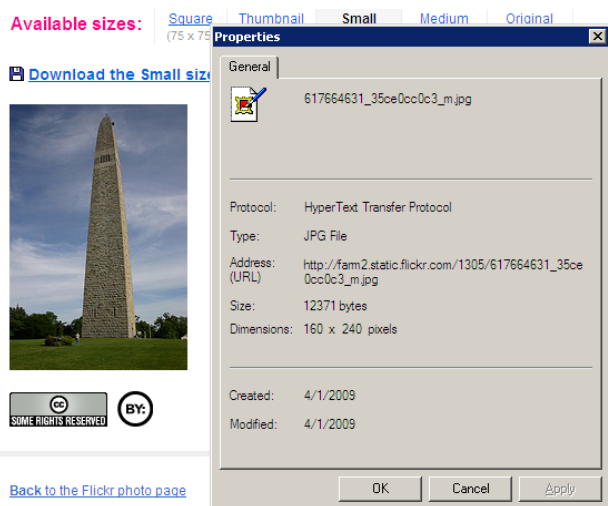 Available sizes:
Square
(75 x 75
Thumbnail
Small
Medium
Original
Download the Small size
SOME RIGHTS RESERVED
cc
BY:
Back to the Flickr photo page
Properties
General
617664631_35ce0cc0c3_m.jpg
Protocol: HyperText Transfer Protocol
Type: JPG File
Address: http://farm2.static.flickr.com/1305/617664631_35ce
(URL) 0cc0c3_m.jpg
Size: 12371 bytes
Dimensions: 160 x 240 pixels
Created: 4/1/2009
Modified: 4/1/2009
OK
Cancel
Apply